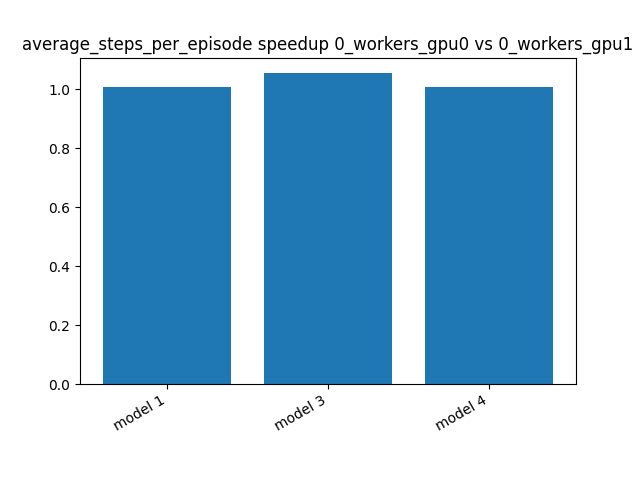 average_steps_per_episode speedup 0_workers_gpu0 vs 0_workers_gpu1
1.0
0.8
0.6
0.4
0.2
0.0
model 1
model 3
model 4